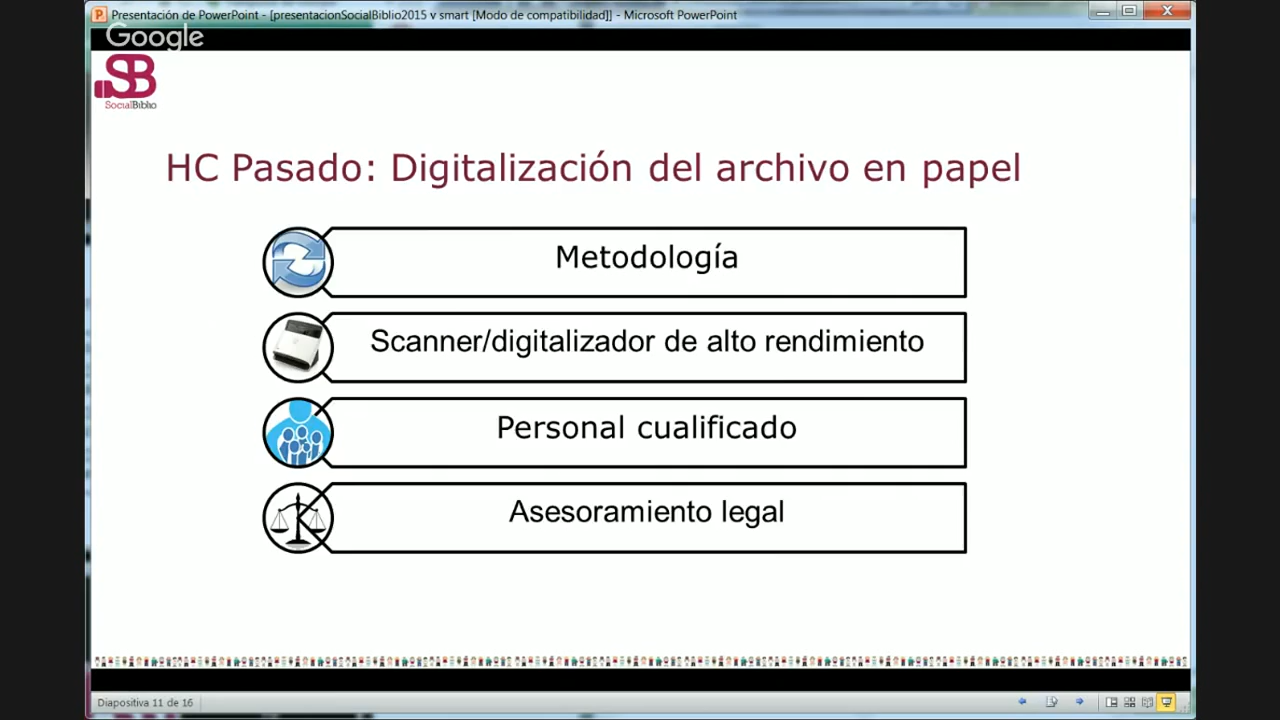 Presentación de PowerPoint - [presentacionSocialBiblio2015 v smart [Modo de compatibilidad]] - Microsoft PowerPoint
Google
SB
SocialBiblio
HC Pasado: Digitalización del archivo en papel
Metodología
Scanner/digitalizador de alto rendimiento
Personal cualificado
Asesoramiento legal
Diapositiva 11 de 16